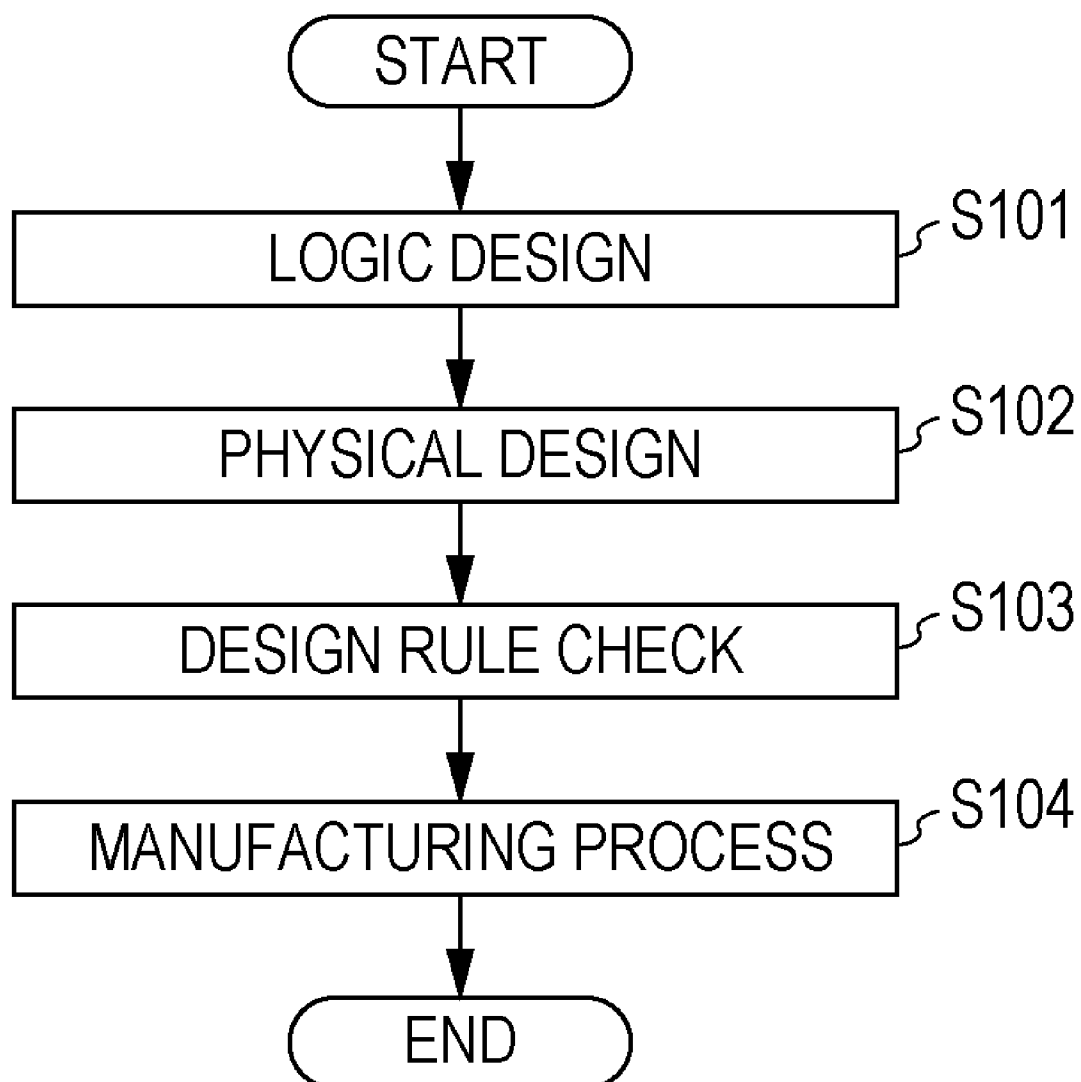 START
LOGIC DESIGN
S101
PHYSICAL DESIGN
S102
DESIGN RULE CHECK
S103
MANUFACTURING PROCESS
S104
END